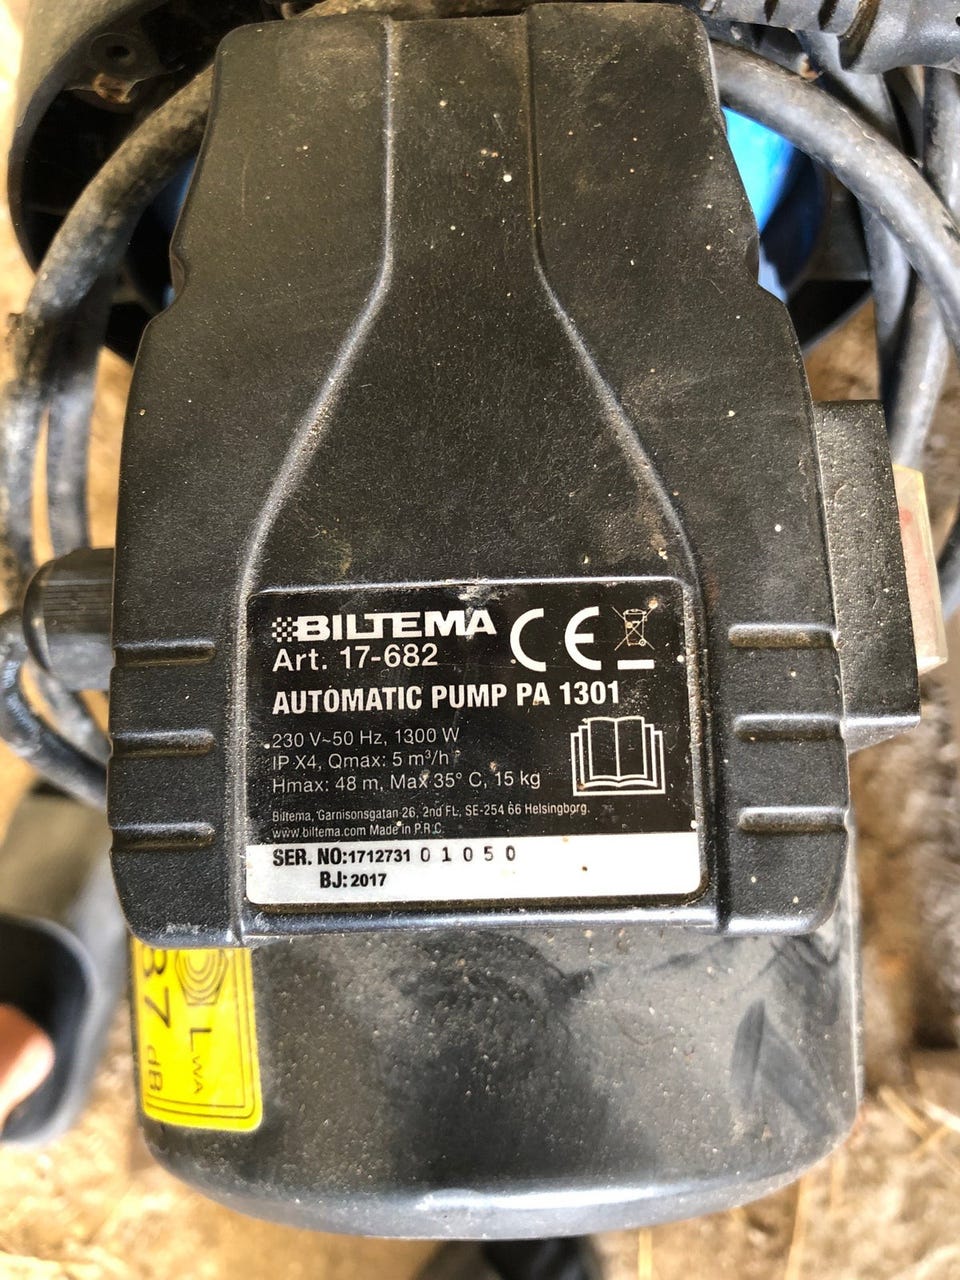 BILTEMA
Art. 17-682
AUTOMATIC PUMP PA 1301
230 V~50 Hz, 1300 W
IP X4, Qmax: 5 m³/h
Hmax: 48 m, Max 35° C, 15 kg
Biltema, Garnisonsgatan 26, 2nd FL, SE-254 66 Helsingborg.
www.biltema.com Made in P.R.C.
SER. NO:1712731 0 1 0 5 0
BJ: 2017
CE
LWA
87 dB